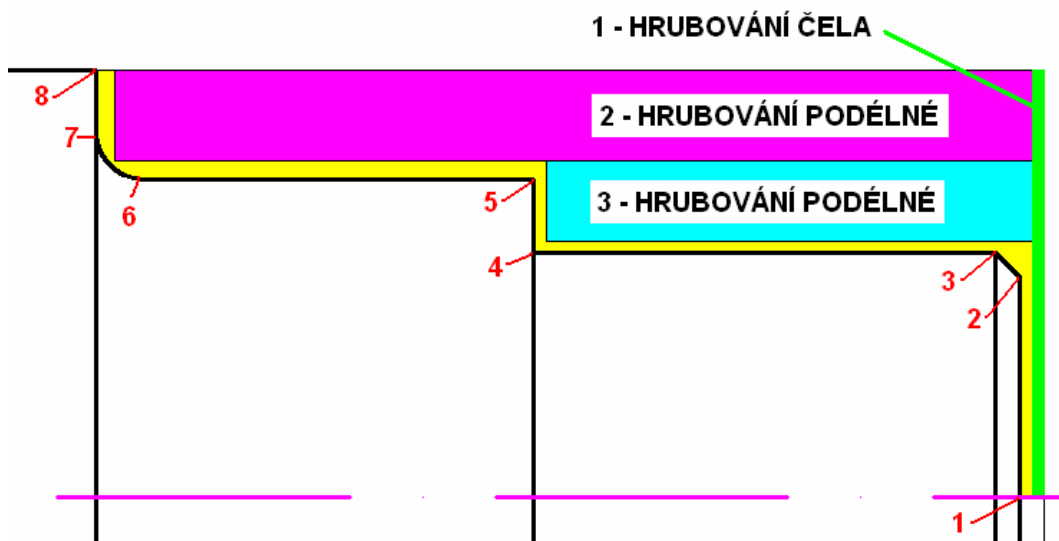 1 - HRUBOVÁNÍ ČELA
8
2 - HRUBOVÁNÍ PODÉLNÉ
7
6
5
3 - HRUBOVÁNÍ PODÉLNÉ
4
3
2
1